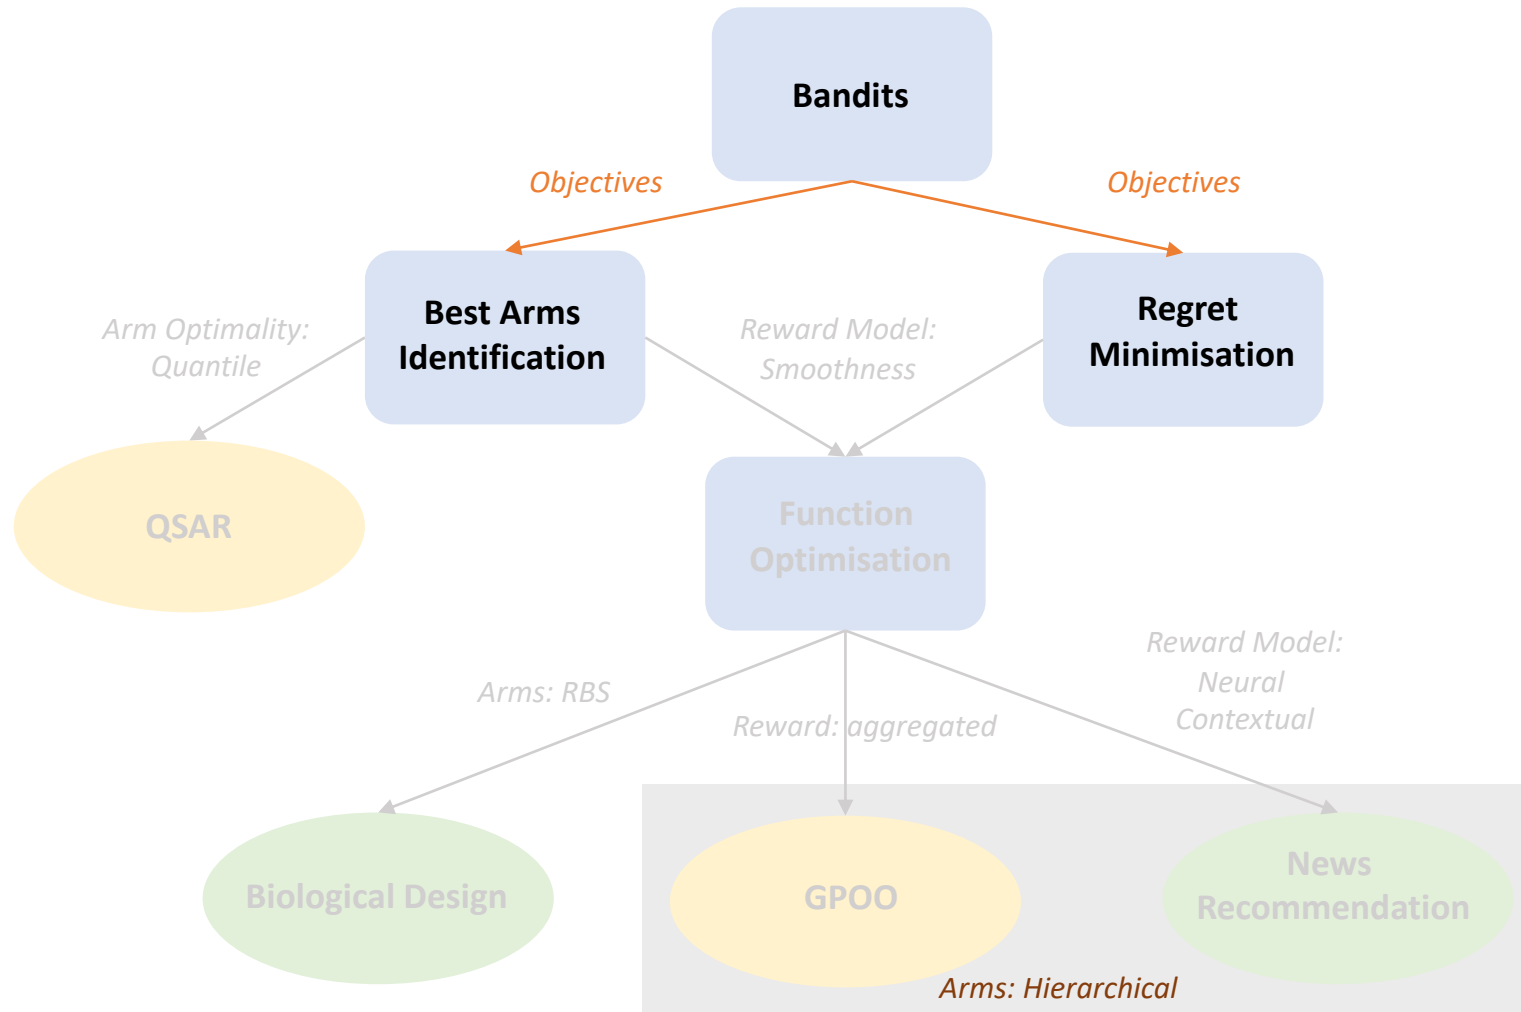 Bandits
Objectives
Objectives
Best Arms
Identification
Regret
Minimisation
Arm Optimality:
Quantile
Reward Model:
Smoothness
QSAR
Function
Optimisation
Arms: RBS
Reward: aggregated
Reward Model:
Neural
Contextual
Biological Design
GPOO
News
Recommendation
Arms: Hierarchical